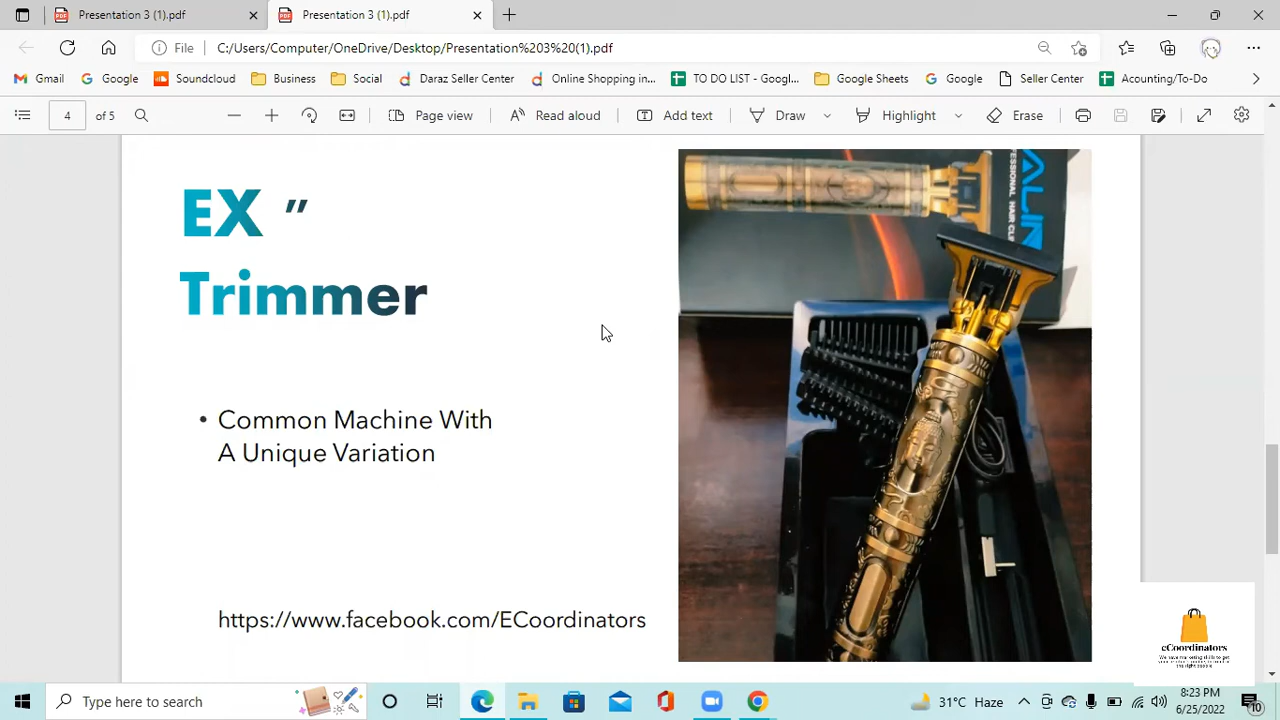 Presentation 3 (1).pdf
Presentation 3 (1).pdf
File
C:/Users/Computer/OneDrive/Desktop/Presentation%203%20(1).pdf
Gmail
Google
Soundcloud
Business
Social
Daraz Seller Center
Online Shopping in...
TO DO LIST - Googl...
Google Sheets
Google
Seller Center
Acounting/To-Do
4
of 5
Page view
Read aloud
Add text
Draw
Highlight
Erase
EX "
Trimmer
• Common Machine With
A Unique Variation
https://www.facebook.com/ECoordinators
eCoordinators
Type here to search
31°C Haze
8:23 PM
6/25/2022
10